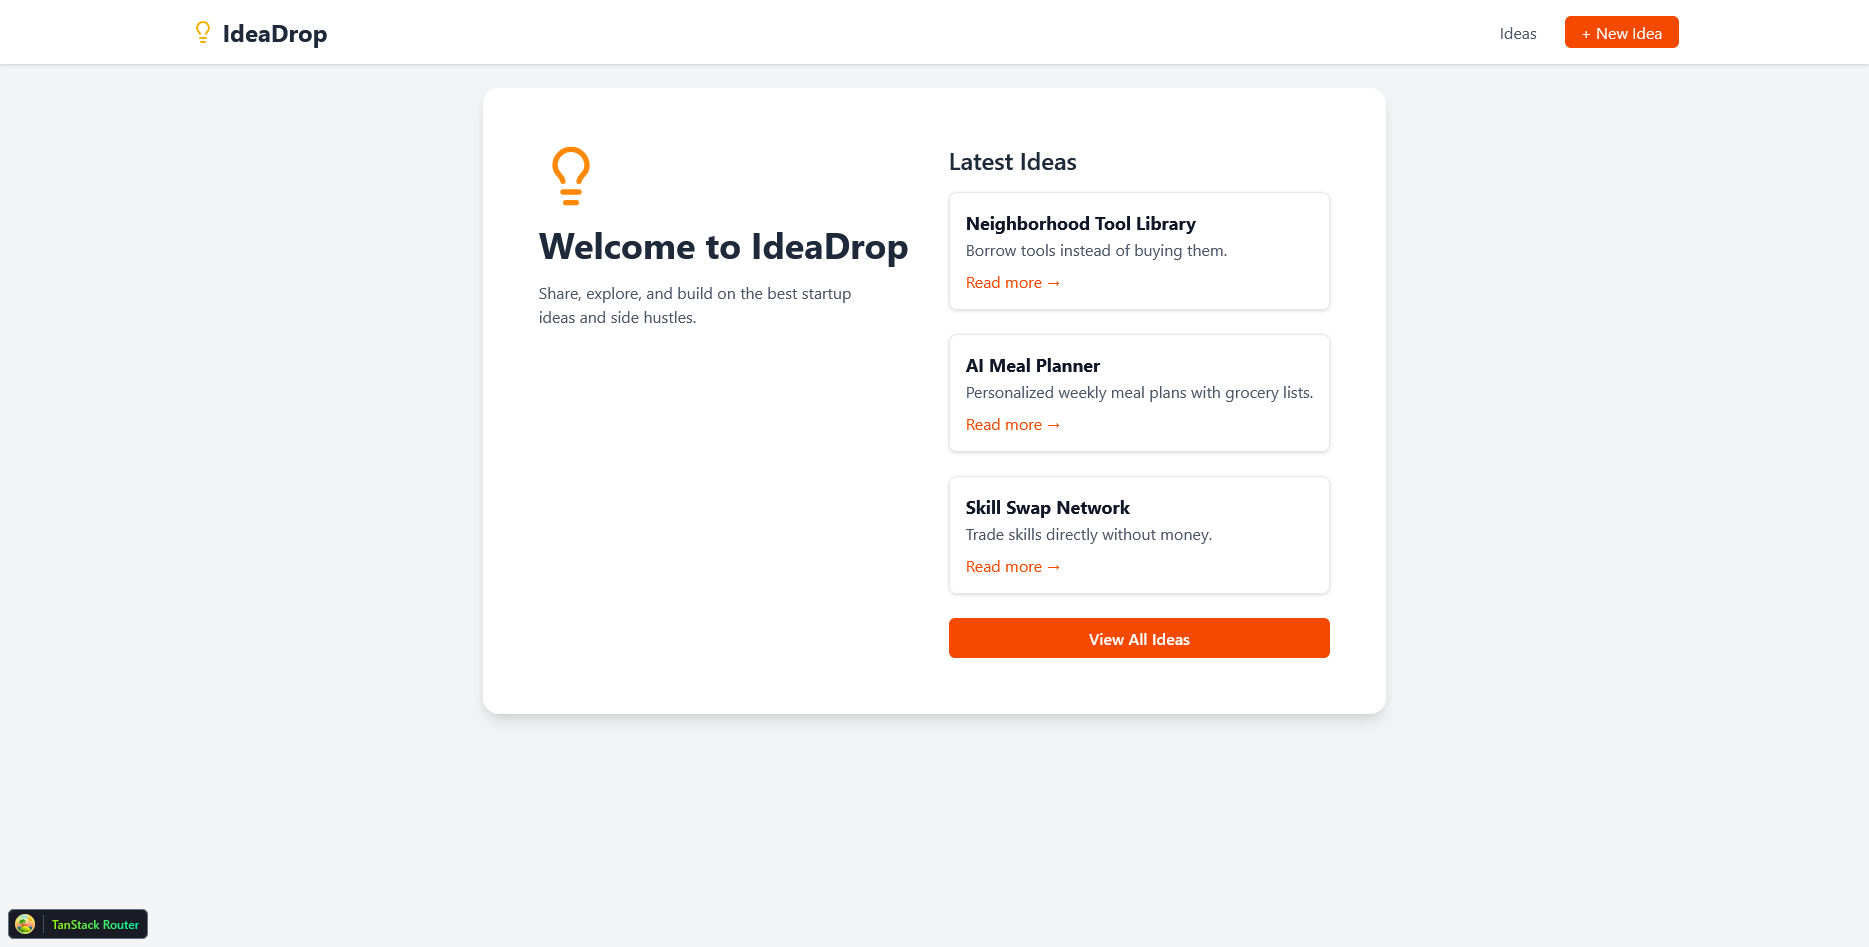 IdeaDrop
Ideas
+ New Idea
Welcome to IdeaDrop
Share, explore, and build on the best startup
ideas and side hustles.
Latest Ideas
Neighborhood Tool Library
Borrow tools instead of buying them.
Read more →
AI Meal Planner
Personalized weekly meal plans with grocery lists.
Read more →
Skill Swap Network
Trade skills directly without money.
Read more →
View All Ideas
TanStack Router